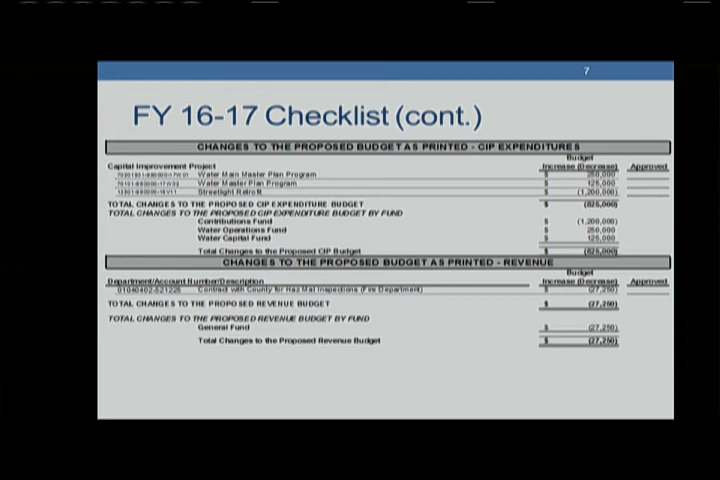 7
FY 16-17 Checklist (cont.)
CHANGES TO THE PROPOSED BUDGET AS PRINTED - CIP EXPENDITURES
Budget
Capital Improvement Project Increase (Decrease) Approved
Water Main Master Plan Program $ 250,000
Water Master Plan Program $ 125,000
Streetlight Retrofit $ (1,200,000)
TOTAL CHANGES TO THE PROPOSED CIP EXPENDITURE BUDGET $ (825,000)
TOTAL CHANGES TO THE PROPOSED CIP EXPENDITURE BUDGET BY FUND
Contributions Fund $ (1,200,000)
Water Operations Fund $ 250,000
Water Capital Fund $ 125,000
Total Changes to the Proposed CIP Budget $ (825,000)
CHANGES TO THE PROPOSED BUDGET AS PRINTED - REVENUE
Budget
Department/Account Number/Description Increase (Decrease) Approved
01040402-521225 Contract with County for Haz Mat Inspections (Fire Department) $ (27,250)
TOTAL CHANGES TO THE PROPOSED REVENUE BUDGET $ (27,250)
TOTAL CHANGES TO THE PROPOSED REVENUE BUDGET BY FUND
General Fund $ (27,250)
Total Changes to the Proposed Revenue Budget $ (27,250)